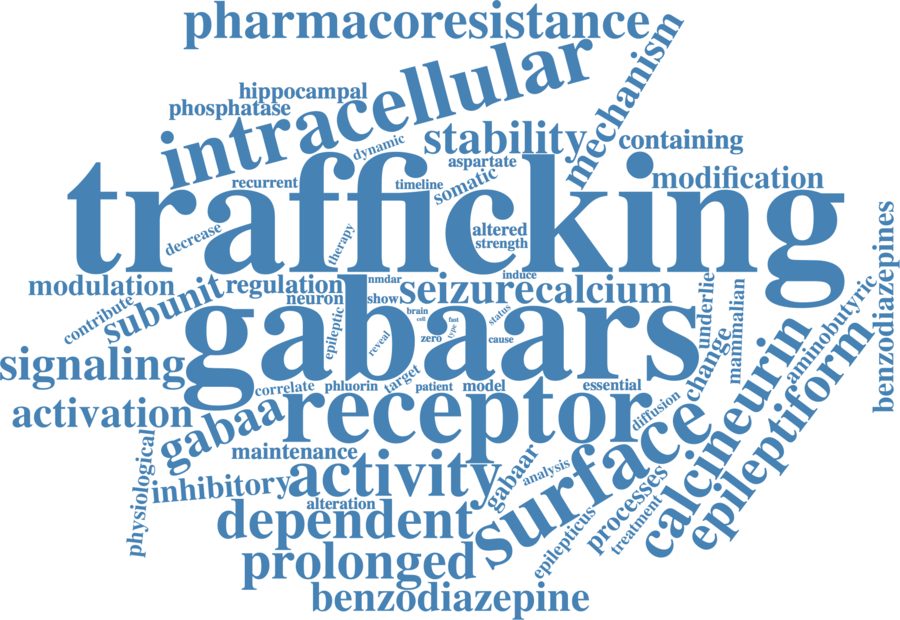 pharmacoresistance
mechanism
intracellular
hippocampal
phosphatase
dynamic
stability
containing
aspartate
trafficking
recurrent
timeline
somatic
modification
altered
strength
decrease
therapy
benzodiazepines
modulation
subunit
regulation
nmdar
induce
seizure
calcium
underlie
mammalian
aminobutyric
contribute
neuron
show
gabaars
epileptic
brain
cell
fast
type
status
reveal
zero
cause
change
calcineurin
epileptiform
signaling
correlate
phluorin
target
patient
model
essential
activation
gabaa
receptor
diffusion
surface
physiological
maintenance
inhibitory
activity
gabaar
analysis
processes
treatment
alteration
dependent
epilepticus
prolonged
benzodiazepine